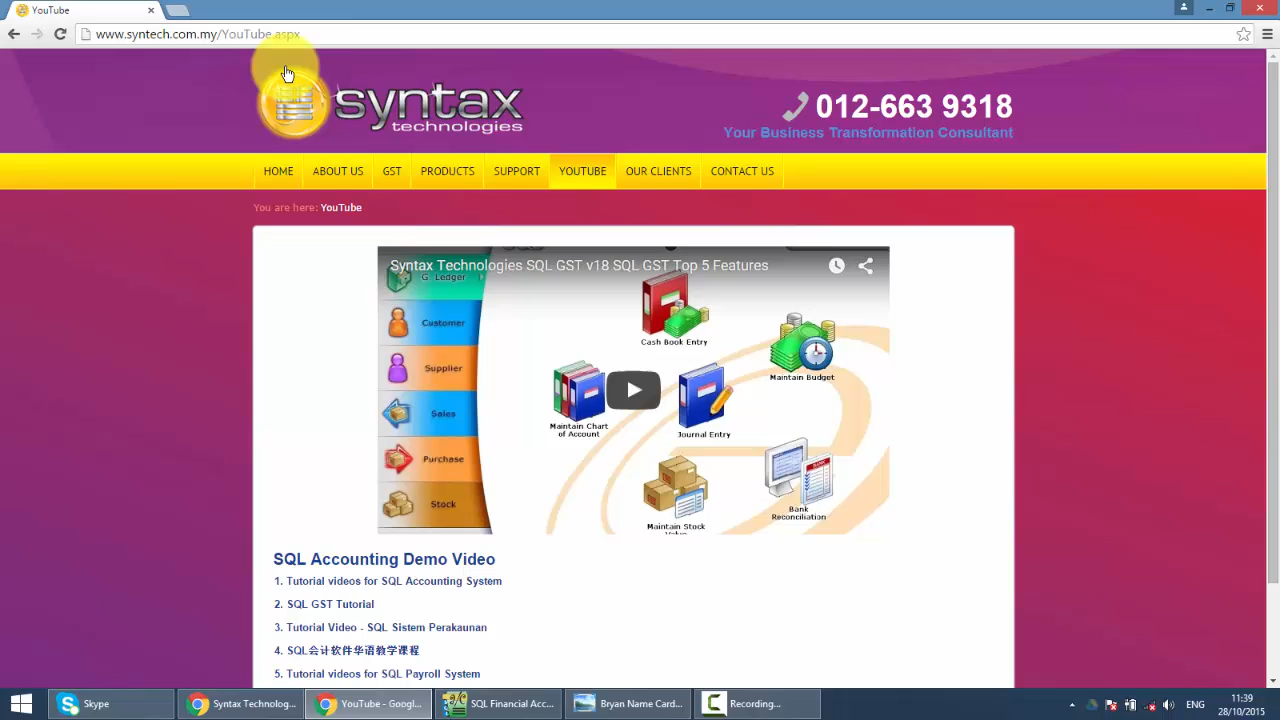 YouTube
www.syntech.com.my/YouTube.aspx
syntax
technologies
012-663 9318
Your Business Transformation Consultant
HOME ABOUT US GST PRODUCTS SUPPORT YOUTUBE OUR CLIENTS CONTACT US
You are here: YouTube
Syntax Technologies SQL GST v18 SQL GST Top 5 Features
G. Ledger
Customer
Supplier
Sales
Purchase
Stock
Cash Book Entry
Maintain Budget
Maintain Chart
of Account
Journal Entry
Bank
Reconciliation
Maintain Stock
Value
SQL Accounting Demo Video
1. Tutorial videos for SQL Accounting System
2. SQL GST Tutorial
3. Tutorial Video - SQL Sistem Perakaunan
4. SQL会计软件华语教学课程
5. Tutorial videos for SQL Payroll System
Skype
Syntax Technolog...
YouTube - Googl...
SQL Financial Acc...
Bryan Name Card...
Recording...
ENG
11:39
28/10/2015